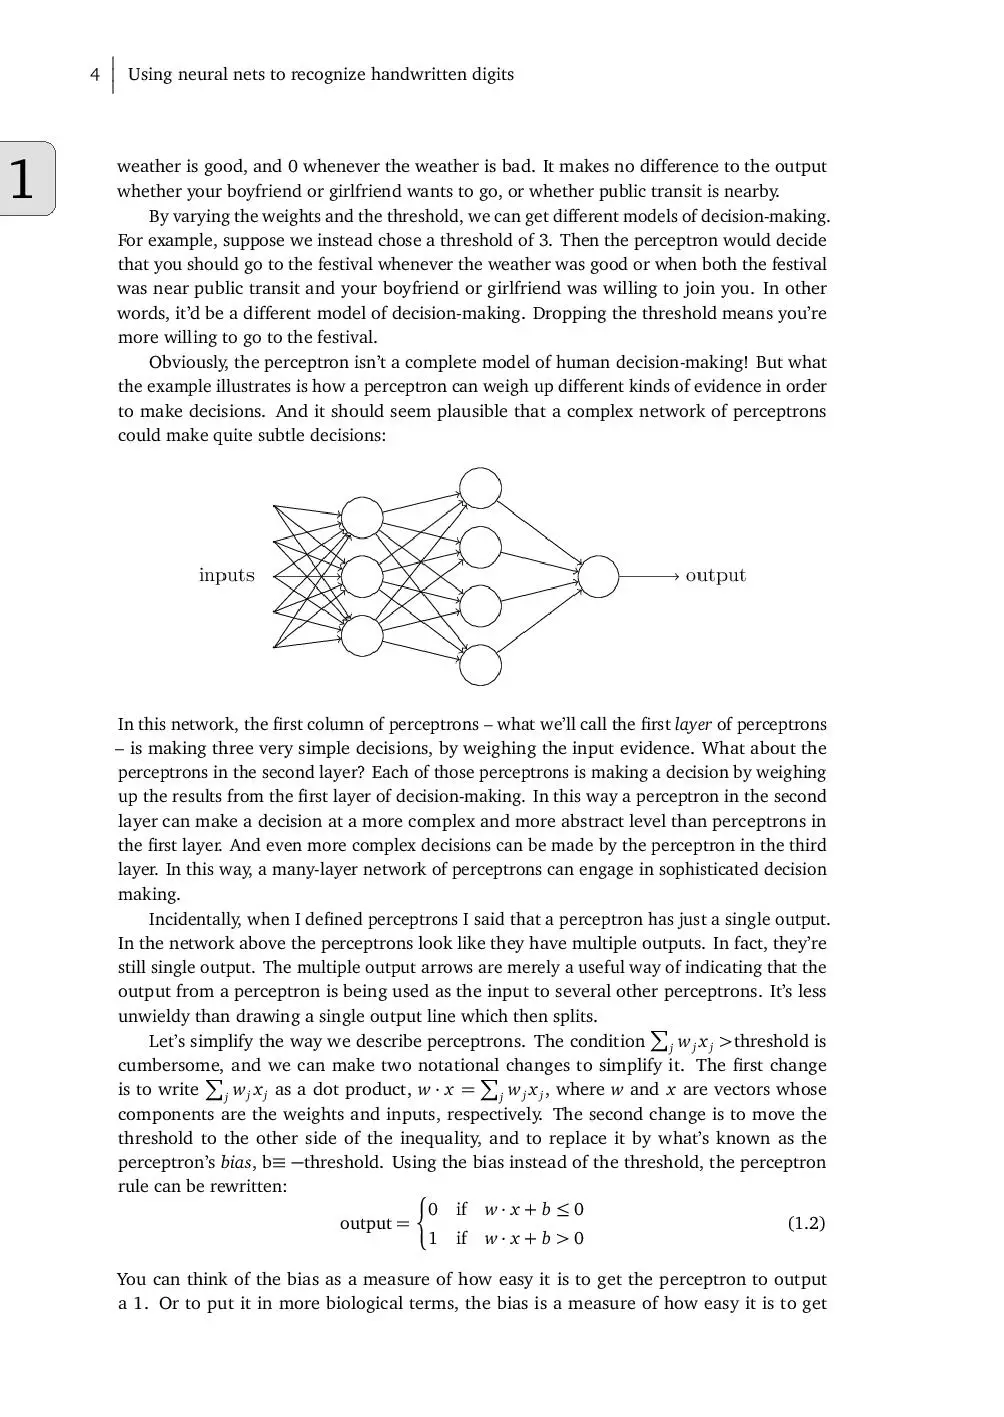 4 Using neural nets to recognize handwritten digits
1
weather is good, and 0 whenever the weather is bad. It makes no difference to the output
whether your boyfriend or girlfriend wants to go, or whether public transit is nearby.
By varying the weights and the threshold, we can get different models of decision-making.
For example, suppose we instead chose a threshold of 3. Then the perceptron would decide
that you should go to the festival whenever the weather was good or when both the festival
was near public transit and your boyfriend or girlfriend was willing to join you. In other
words, it’d be a different model of decision-making. Dropping the threshold means you’re
more willing to go to the festival.
Obviously, the perceptron isn’t a complete model of human decision-making! But what
the example illustrates is how a perceptron can weigh up different kinds of evidence in order
to make decisions. And it should seem plausible that a complex network of perceptrons
could make quite subtle decisions:
inputs output
In this network, the first column of perceptrons – what we’ll call the first layer of perceptrons
– is making three very simple decisions, by weighing the input evidence. What about the
perceptrons in the second layer? Each of those perceptrons is making a decision by weighing
up the results from the first layer of decision-making. In this way a perceptron in the second
layer can make a decision at a more complex and more abstract level than perceptrons in
the first layer. And even more complex decisions can be made by the perceptron in the third
layer. In this way, a many-layer network of perceptrons can engage in sophisticated decision
making.
Incidentally, when I defined perceptrons I said that a perceptron has just a single output.
In the network above the perceptrons look like they have multiple outputs. In fact, they’re
still single output. The multiple output arrows are merely a useful way of indicating that the
output from a perceptron is being used as the input to several other perceptrons. It’s less
unwieldy than drawing a single output line which then splits.
Let’s simplify the way we describe perceptrons. The condition ∑j wjxj >threshold is
cumbersome, and we can make two notational changes to simplify it. The first change
is to write ∑j wjxj as a dot product, w · x = ∑j wjxj, where w and x are vectors whose
components are the weights and inputs, respectively. The second change is to move the
threshold to the other side of the inequality, and to replace it by what’s known as the
perceptron’s bias, b≡ −threshold. Using the bias instead of the threshold, the perceptron
rule can be rewritten:
output = { 0 if w · x + b ≤ 0
1 if w · x + b > 0 (1.2)
You can think of the bias as a measure of how easy it is to get the perceptron to output
a 1. Or to put it in more biological terms, the bias is a measure of how easy it is to get